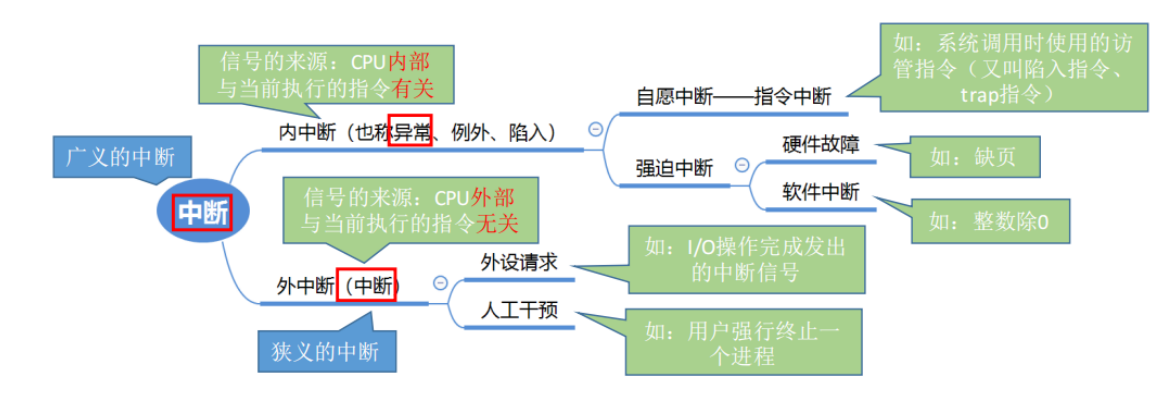 信号的来源：CPU内部
与当前执行的指令有关
如：系统调用时使用的访
管指令（又叫陷入指令、
trap指令）
自愿中断——指令中断
内中断（也称异常、例外、陷入）
广义的中断
硬件故障
如：缺页
强迫中断
信号的来源：CPU外部
与当前执行的指令无关
软件中断
中断
如：整数除0
如：I/O操作完成发出
的中断信号
外设请求
外中断（中断）
人工干预
如：用户强行终止一
个进程
狭义的中断